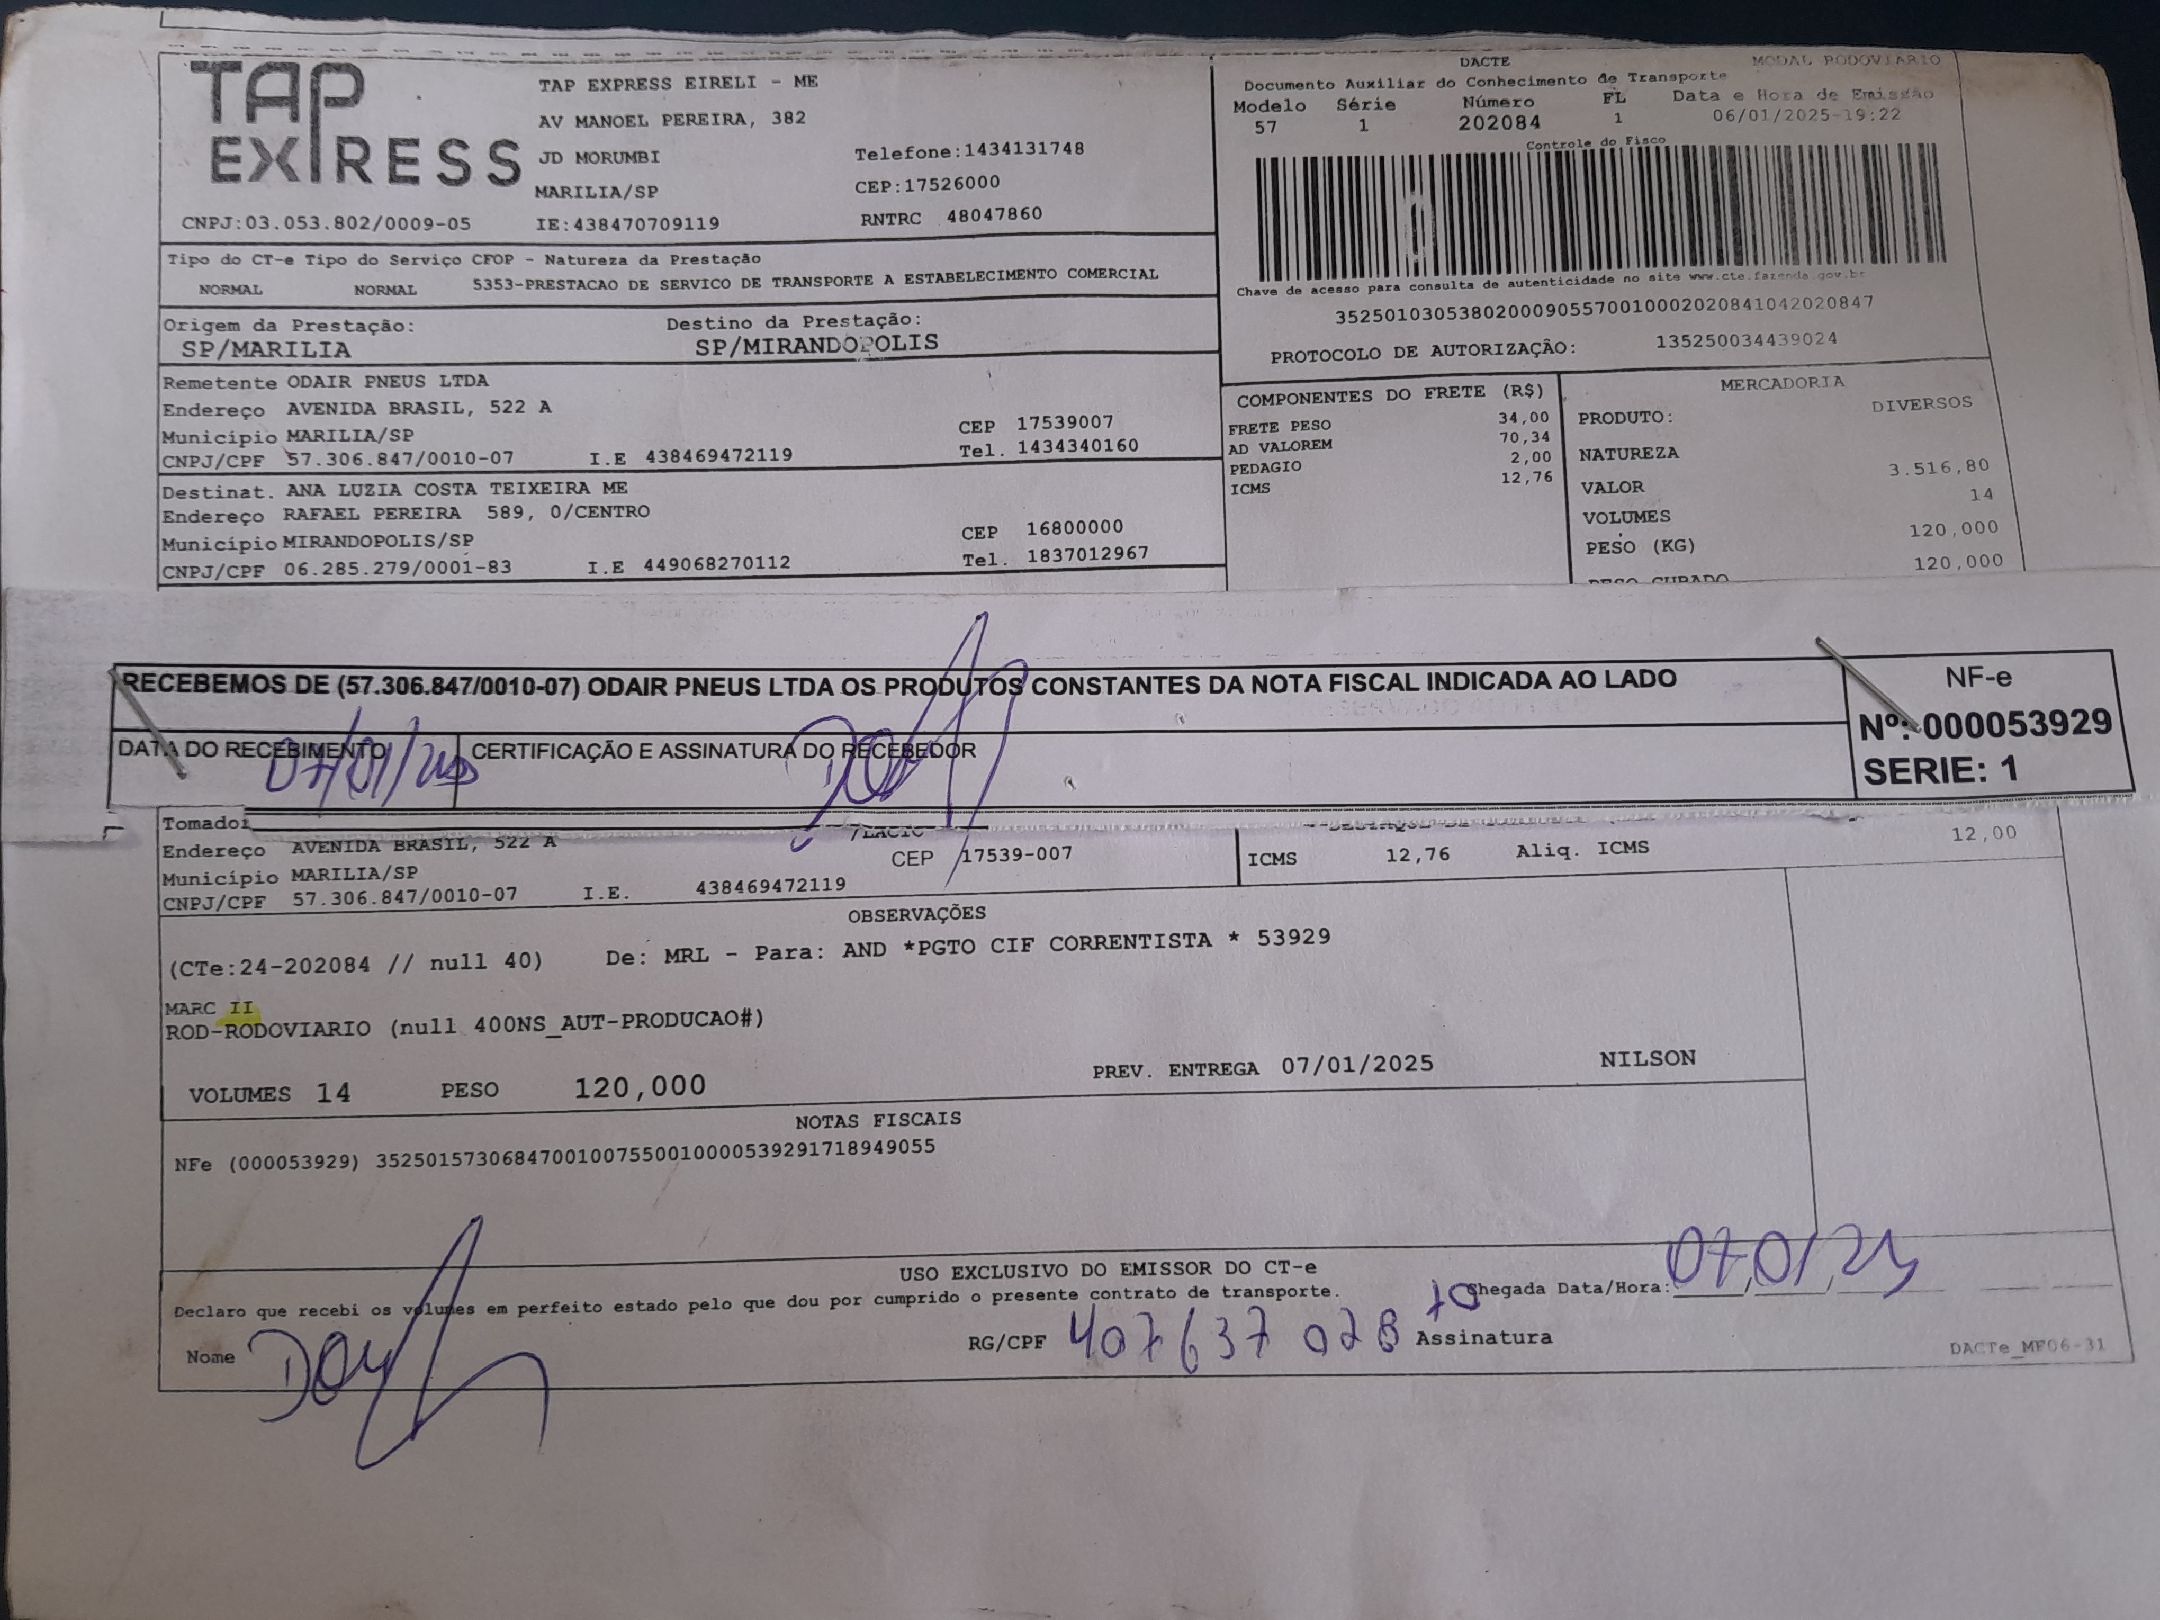 TAP EXPRESS
TAP EXPRESS EIRELI - ME
AV MANOEL PEREIRA, 382
JD MORUMBI Telefone:1434131748
MARILIA/SP CEP:17526000
CNPJ:03.053.802/0009-05 IE:438470709119 RNTRC 48047860
DACTE MODAL RODOVIARIO
Documento Auxiliar do Conhecimento de Transporte
Modelo Série Número FL Data e Hora de Emissão
57 1 202084 1 06/01/2025-19:22
Controle do Fisco
Chave de acesso para consulta de autenticidade no site www.cte.fazenda.gov.br
35250103053802000905570010002020841042020847
PROTOCOLO DE AUTORIZAÇÃO: 135250034439024
Tipo do CT-e Tipo do Serviço CFOP - Natureza da Prestação
NORMAL NORMAL 5353-PRESTACAO DE SERVICO DE TRANSPORTE A ESTABELECIMENTO COMERCIAL
Origem da Prestação: Destino da Prestação:
SP/MARILIA SP/MIRANDOPOLIS
Remetente ODAIR PNEUS LTDA
Endereço AVENIDA BRASIL, 522 A
Município MARILIA/SP CEP 17539007
CNPJ/CPF 57.306.847/0010-07 I.E 438469472119 Tel. 1434340160
Destinat. ANA LUZIA COSTA TEIXEIRA ME
Endereço RAFAEL PEREIRA 589, 0/CENTRO
Município MIRANDOPOLIS/SP CEP 16800000
CNPJ/CPF 06.285.279/0001-83 I.E 449068270112 Tel. 1837012967
COMPONENTES DO FRETE (R$)
FRETE PESO 34,00
AD VALOREM 70,34
PEDAGIO 2,00
ICMS 12,76
MERCADORIA
PRODUTO: DIVERSOS
NATUREZA
VALOR 3.516,80
VOLUMES 14
PESO (KG) 120,000
PESO CUBADO 120,000
RECEBEMOS DE (57.306.847/0010-07) ODAIR PNEUS LTDA OS PRODUTOS CONSTANTES DA NOTA FISCAL INDICADA AO LADO
DATA DO RECEBIMENTO CERTIFICAÇÃO E ASSINATURA DO RECEBEDOR
07/01/2025
NF-e
Nº: 000053929
SERIE: 1
Tomador
Endereço AVENIDA BRASIL, 522 A CEP 17539-007
Município MARILIA/SP
CNPJ/CPF 57.306.847/0010-07 I.E. 438469472119
ICMS 12,76 Aliq. ICMS 12,00
OBSERVAÇÕES
(CTe:24-202084 // null 40) De: MRL - Para: AND *PGTO CIF CORRENTISTA * 53929
MARC II
ROD-RODOVIARIO (null 400NS_AUT-PRODUCAO#)
VOLUMES 14 PESO 120,000 PREV. ENTREGA 07/01/2025 NILSON
NOTAS FISCAIS
NFe (000053929) 35250157306847001007550010000539291718949055
USO EXCLUSIVO DO EMISSOR DO CT-e
Declaro que recebi os volumes em perfeito estado pelo que dou por cumprido o presente contrato de transporte. Chegada Data/Hora: 07/01/25
Nome RG/CPF 407637028 10 Assinatura
DACTe_MF06-31